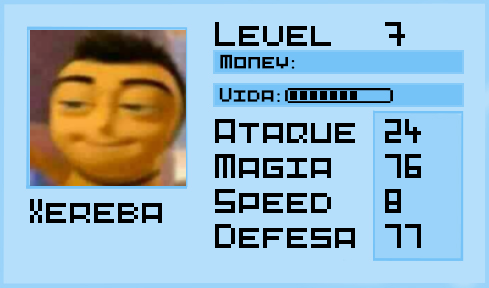 Level 7
Money:
Vida:
Ataque 24
Magia 76
Speed 8
Defesa 77
Xereba